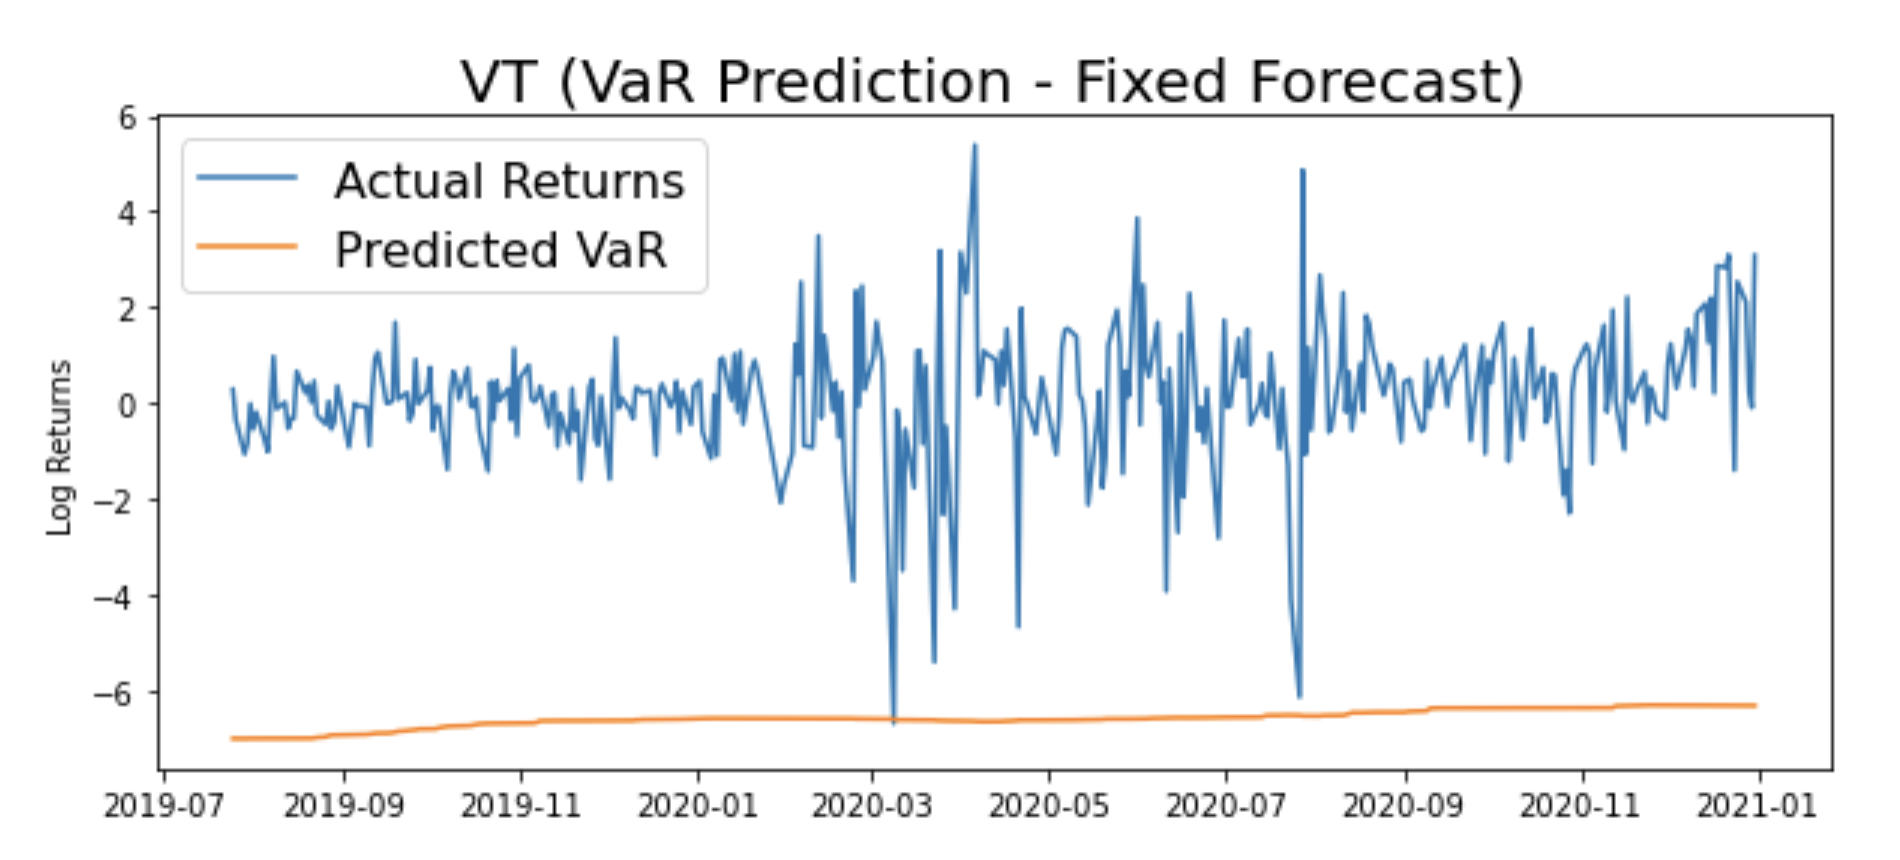 VT (VaR Prediction - Fixed Forecast)
Actual Returns
Predicted VaR
Log Returns
6
4
2
0
−2
−4
−6
2019-07 2019-09 2019-11 2020-01 2020-03 2020-05 2020-07 2020-09 2020-11 2021-01